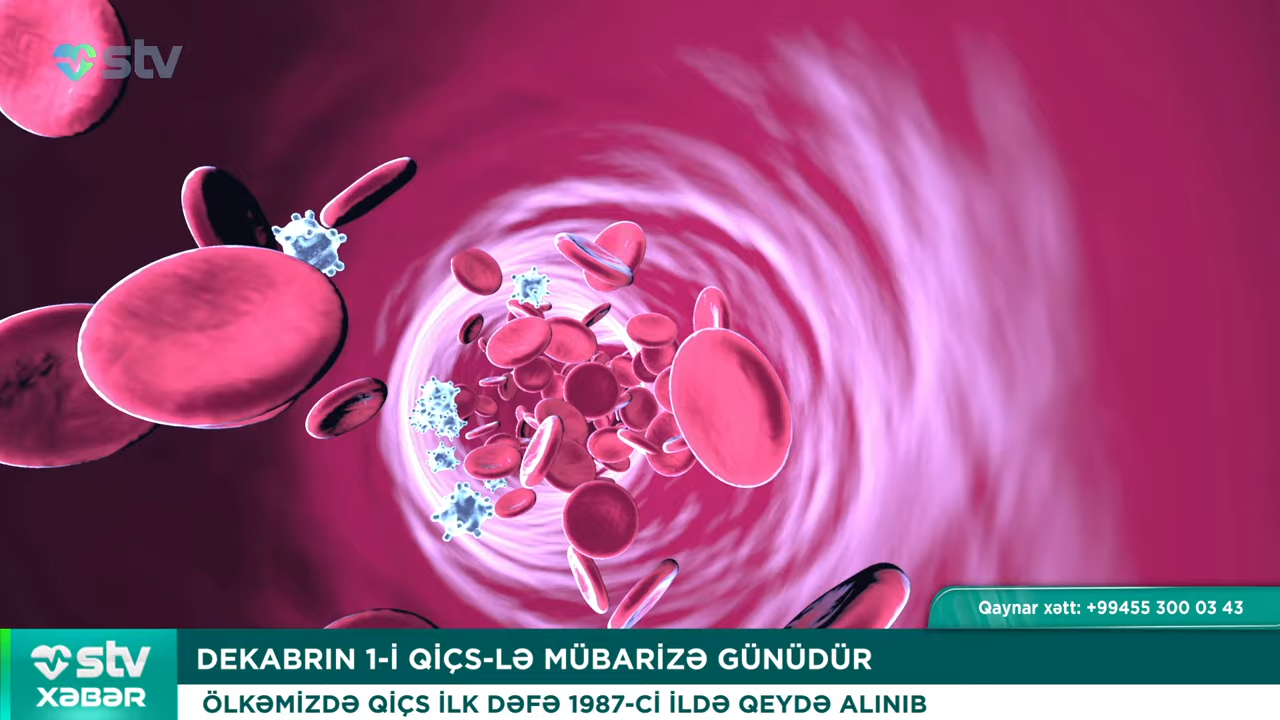 stv
Qaynar xətt: +99455 300 03 43
stv
XƏBƏR
DEKABRIN 1-İ QİÇS-LƏ MÜBARİZƏ GÜNÜDÜR
ÖLKƏMİZDƏ QİÇS İLK DƏFƏ 1987-Cİ İLDƏ QEYDƏ ALINIB